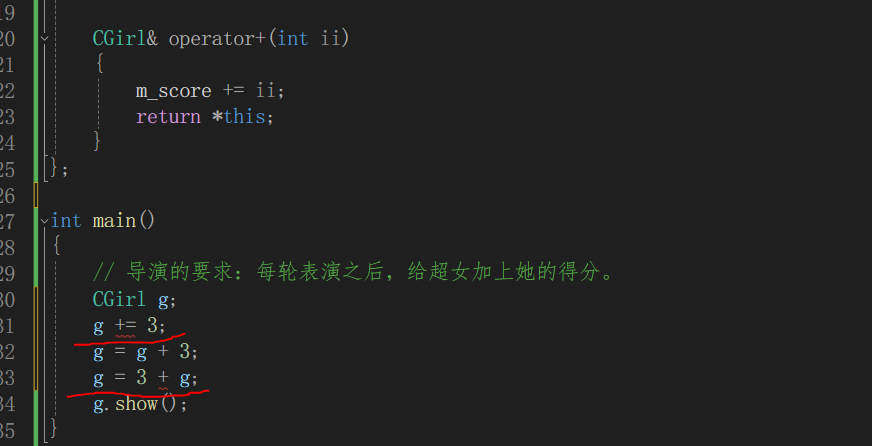 19
20 CGirl& operator+(int ii)
21 {
22 m_score += ii;
23 return *this;
24 }
25 };
26
27 int main()
28 {
29 // 导演的要求：每轮表演之后，给超女加上她的得分。
30 CGirl g;
31 g += 3;
32 g = g + 3;
33 g = 3 + g;
34 g.show();
35 }